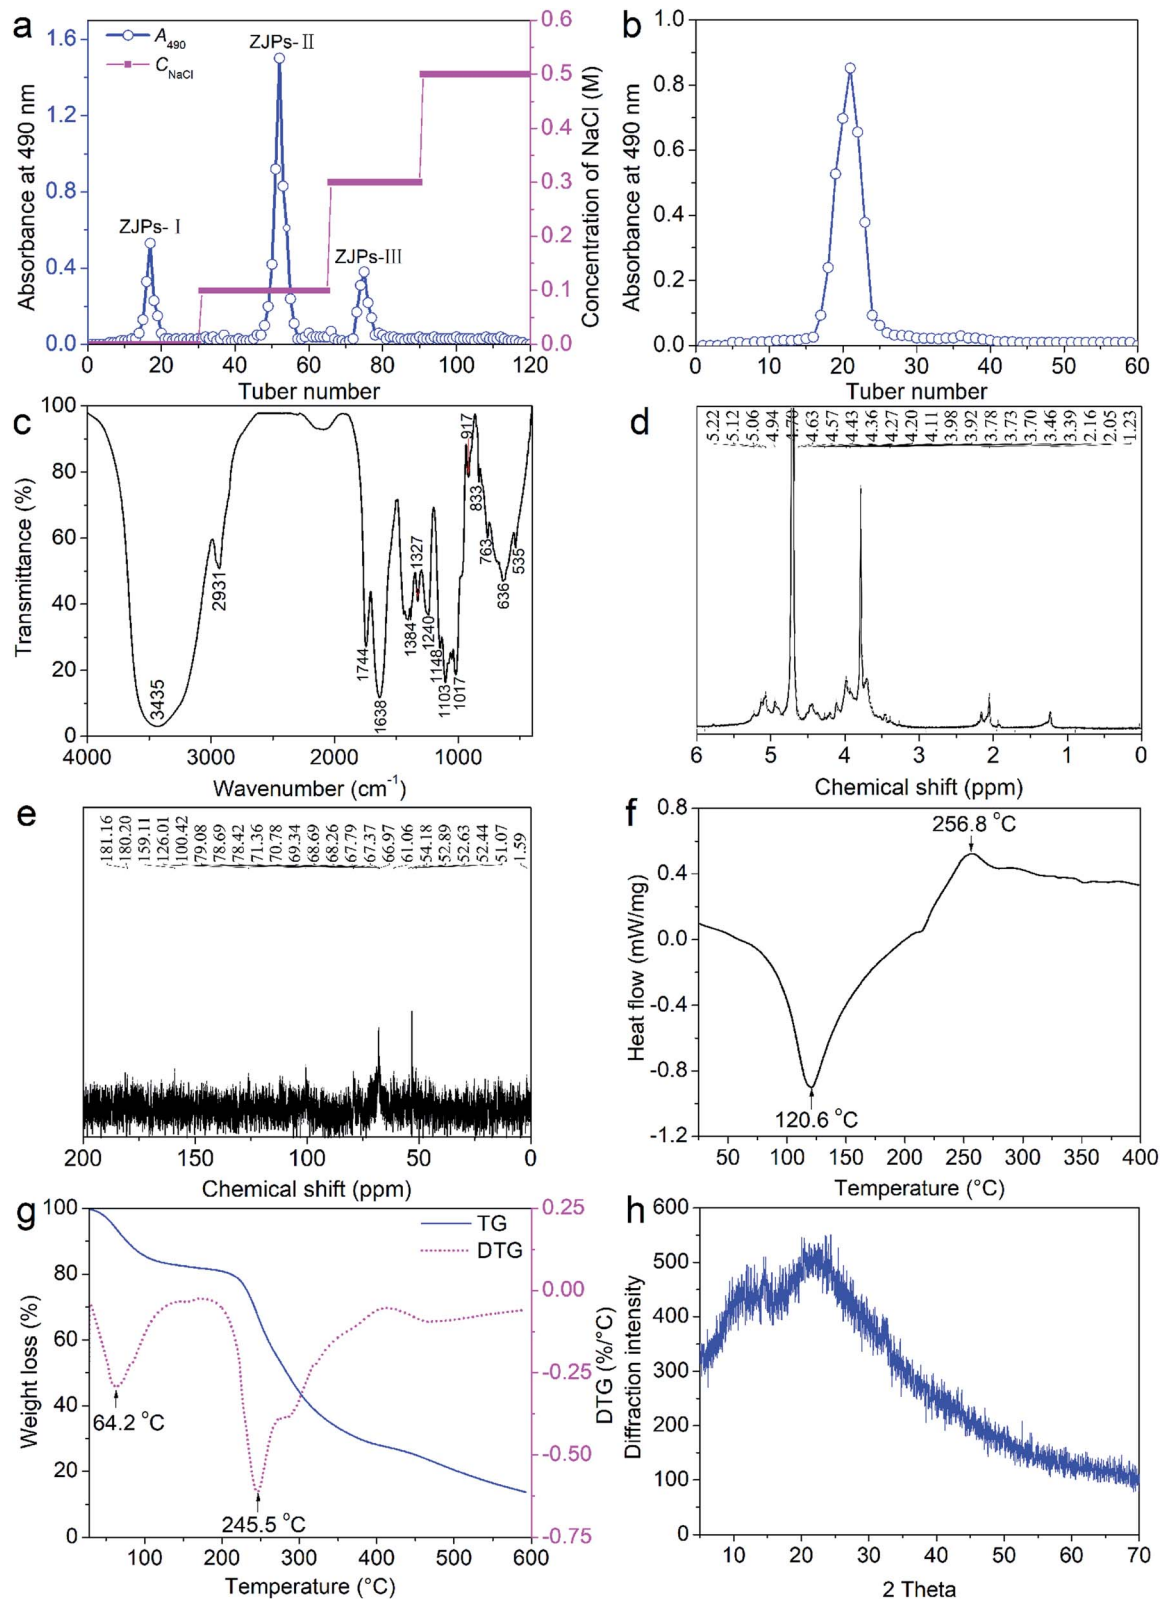 a
A490
CNaCl
ZJPs- I
ZJPs- II
ZJPs-III
Absorbance at 490 nm
1.6
1.2
0.8
0.4
0.0
0 20 40 60 80 100 120
Tuber number
0.6
0.5
0.4
0.3
0.2
0.1
0.0
Concentration of NaCl (M)
b
Absorbance at 490 nm
1.0
0.8
0.6
0.4
0.2
0.0
0 10 20 30 40 50 60
Tuber number
c
Transmittance (%)
100
80
60
40
20
0
3435
2931
1744
1638
1384
1327
1240
1148
1103
1017
917
833
763
636
535
4000 3000 2000 1000
Wavenumber (cm-1)
d
5.22
5.12
5.06
4.94
4.70
4.63
4.57
4.43
4.36
4.27
4.20
4.11
3.98
3.92
3.78
3.73
3.70
3.46
3.39
2.16
2.05
1.23
6 5 4 3 2 1 0
Chemical shift (ppm)
e
181.16
180.20
159.11
126.01
100.42
79.08
78.69
78.42
71.36
70.78
69.34
68.69
68.26
67.79
67.37
66.97
61.06
54.18
52.89
52.63
52.44
51.07
1.59
200 150 100 50 0
Chemical shift (ppm)
f
256.8 °C
120.6 °C
Heat flow (mW/mg)
0.8
0.4
0.0
-0.4
-0.8
-1.2
50 100 150 200 250 300 350 400
Temperature (°C)
g
TG
DTG
64.2 °C
245.5 °C
Weight loss (%)
100
80
60
40
20
0
100 200 300 400 500 600
Temperature (°C)
0.25
0.00
-0.25
-0.50
-0.75
DTG (%/°C)
h
Diffraction intensity
600
500
400
300
200
100
0
10 20 30 40 50 60 70
2 Theta